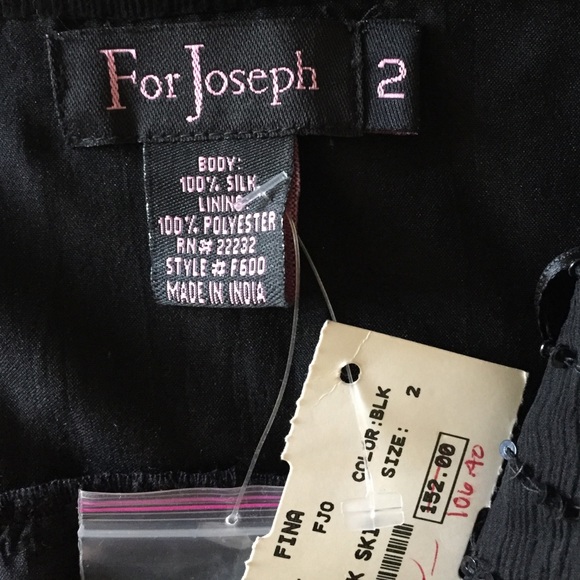 For Joseph
2
BODY:
100% SILK
LINING:
100% POLYESTER
RN# 22232
STYLE # F600
MADE IN INDIA
COLOR:BLK
SIZE: 2
152.00
106.40
FINA
FJO
K SKI